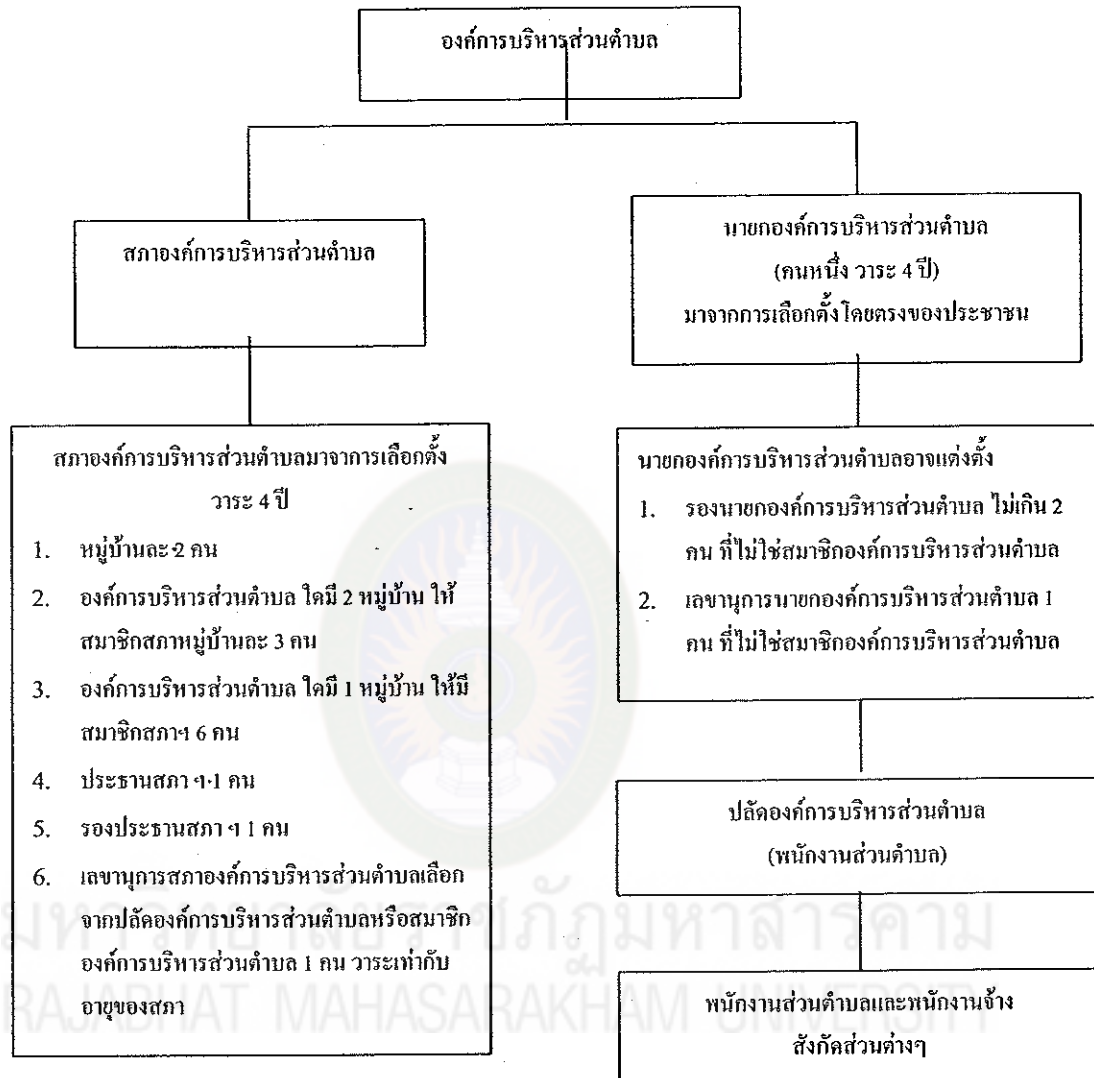 องค์การบริหารส่วนตำบล
สภาองค์การบริหารส่วนตำบล
นายกองค์การบริหารส่วนตำบล
(คนหนึ่ง วาระ 4 ปี)
มาจากการเลือกตั้งโดยตรงของประชาชน
สภาองค์การบริหารส่วนตำบลมาจาการเลือกตั้ง
วาระ 4 ปี
1. หมู่บ้านละ 2 คน
2. องค์การบริหารส่วนตำบล ใดมี 2 หมู่บ้าน ให้
สมาชิกสภาหมู่บ้านละ 3 คน
3. องค์การบริหารส่วนตำบล ใดมี 1 หมู่บ้าน ให้มี
สมาชิกสภาฯ 6 คน
4. ประธานสภา ฯ 1 คน
5. รองประธานสภา ฯ 1 คน
6. เลขานุการสภาองค์การบริหารส่วนตำบลเลือก
จากปลัดองค์การบริหารส่วนตำบลหรือสมาชิก
องค์การบริหารส่วนตำบล 1 คน วาระเท่ากับ
อายุของสภา
นายกองค์การบริหารส่วนตำบลอาจแต่งตั้ง
1. รองนายกองค์การบริหารส่วนตำบล ไม่เกิน 2
คน ที่ไม่ใช่สมาชิกองค์การบริหารส่วนตำบล
2. เลขานุการนายกองค์การบริหารส่วนตำบล 1
คน ที่ไม่ใช่สมาชิกองค์การบริหารส่วนตำบล
ปลัดองค์การบริหารส่วนตำบล
(พนักงานส่วนตำบล)
พนักงานส่วนตำบลและพนักงานจ้าง
สังกัดส่วนต่างๆ
มหาวิทยาลัยราชภัฏมหาสารคาม
RAJABHAT MAHASARAKHAM UNIVERSITY